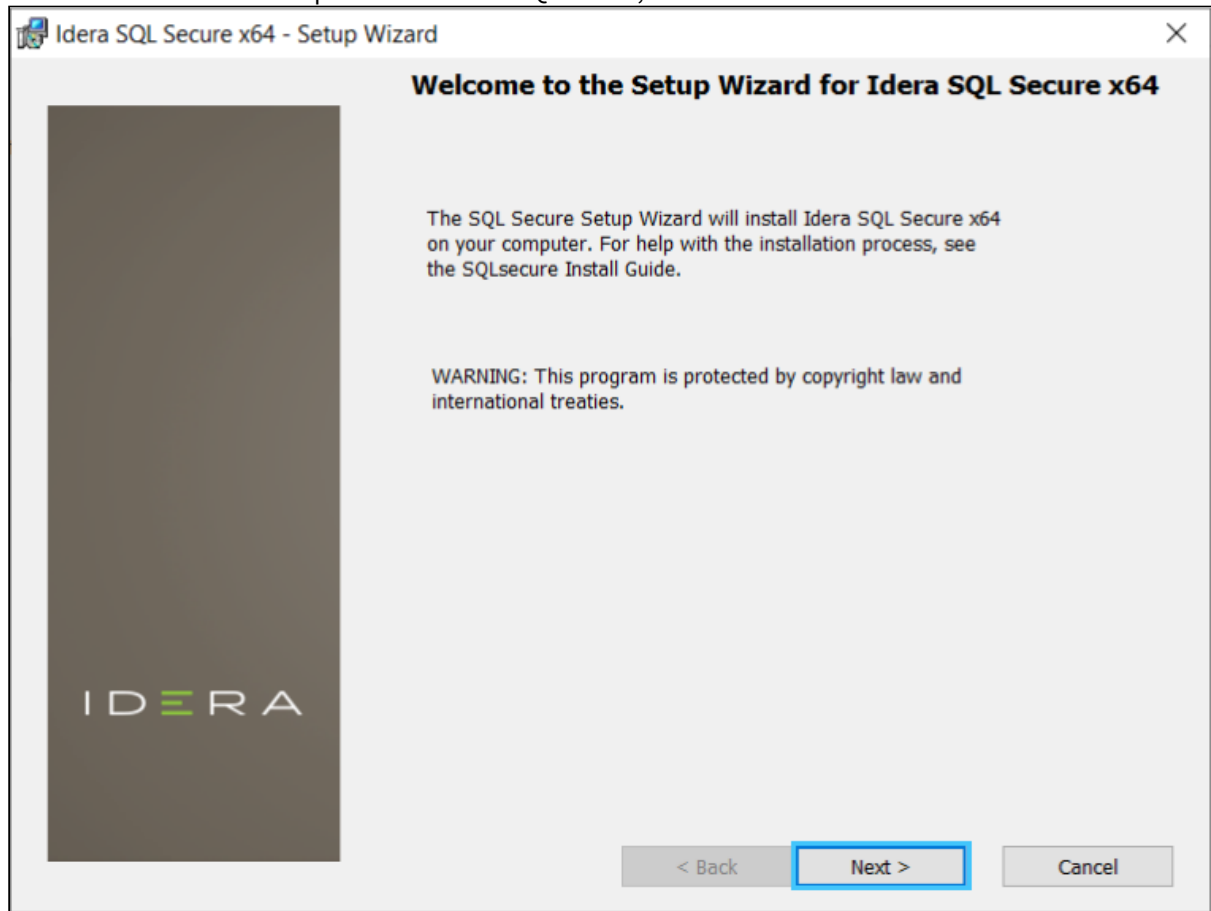 Idera SQL Secure x64 - Setup Wizard
Welcome to the Setup Wizard for Idera SQL Secure x64
The SQL Secure Setup Wizard will install Idera SQL Secure x64
on your computer. For help with the installation process, see
the SQLsecure Install Guide.
WARNING: This program is protected by copyright law and
international treaties.
IDERA
< Back Next > Cancel